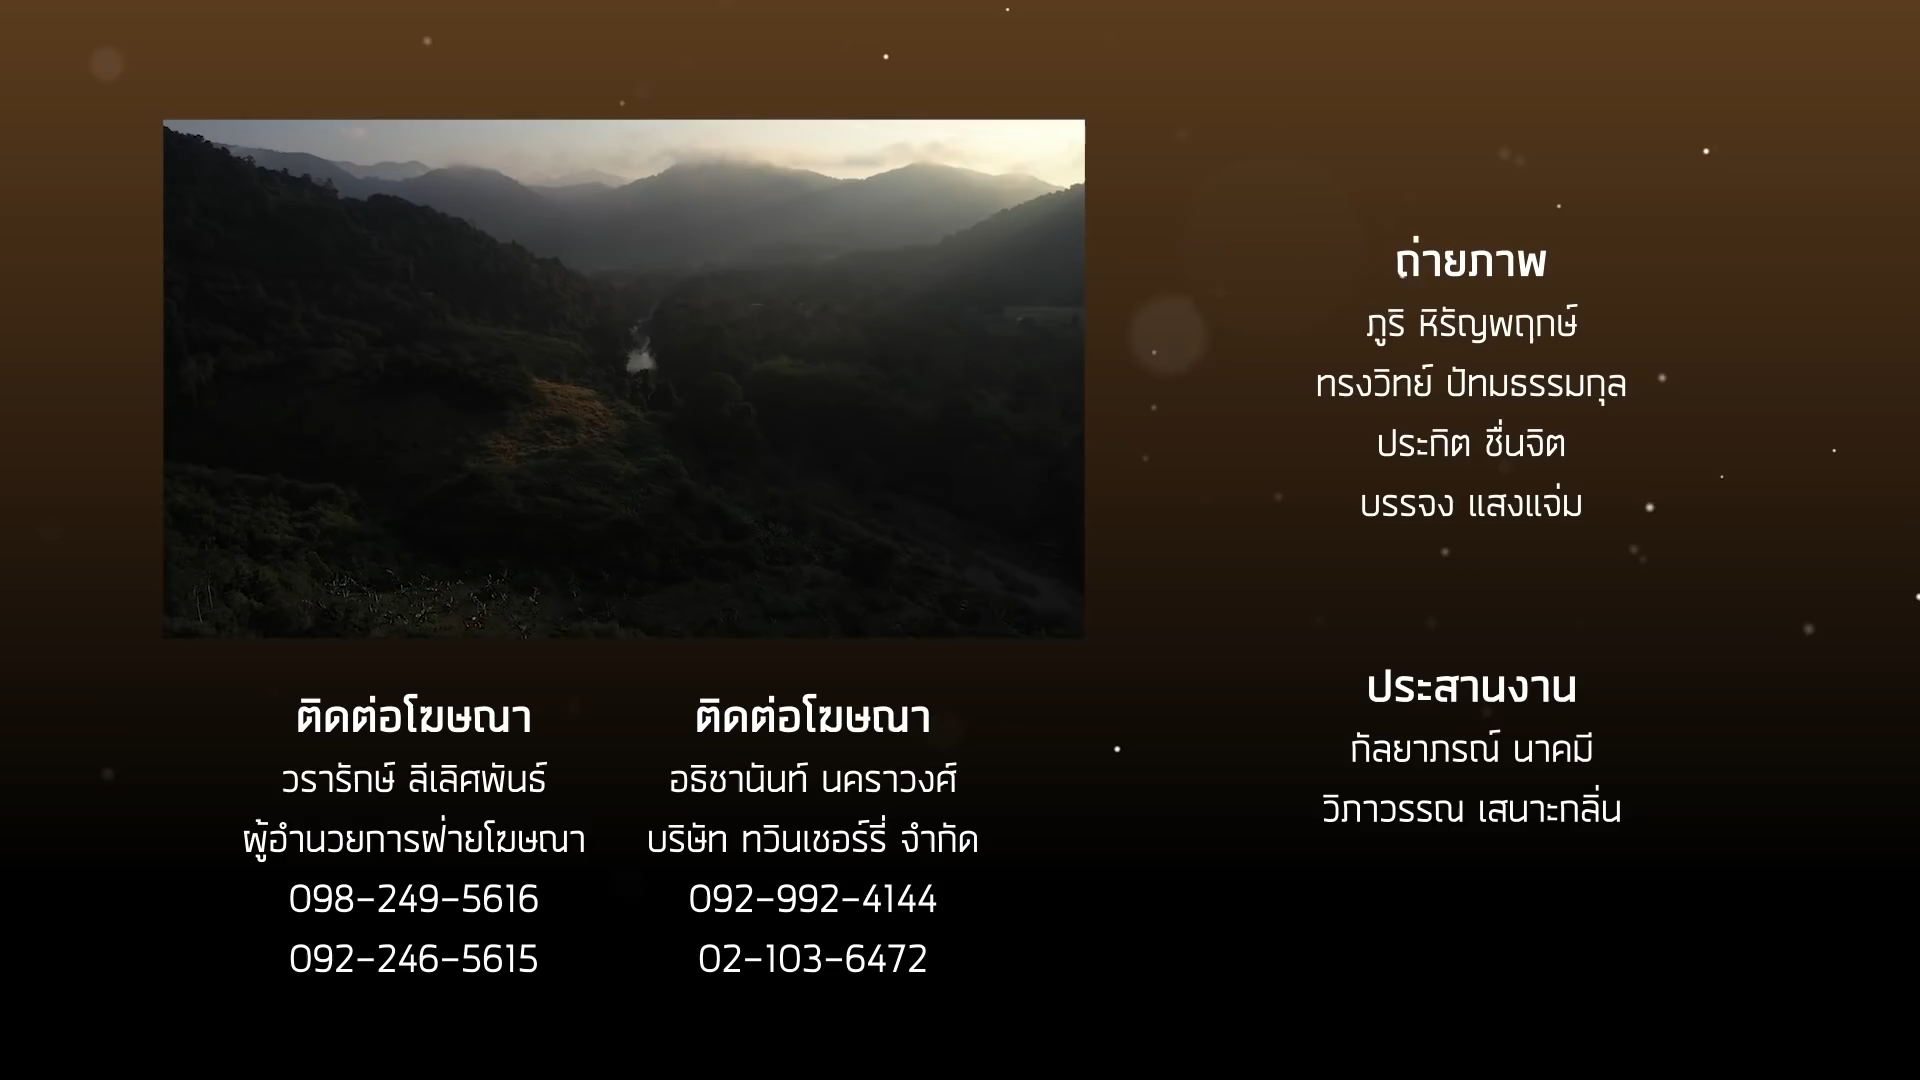 ถ่ายภาพ
ภูริ หิรัญพฤกษ์
ทรงวิทย์ ปัทมธรรมกุล
ประกิต ชื่นจิต
บรรจง แสงแจ่ม
ประสานงาน
กัลยาภรณ์ นาคมี
วิภาวรรณ เสนาะกลิ่น
ติดต่อโฆษณา
วรารักษ์ ลีเลิศพันธ์
ผู้อำนวยการฝ่ายโฆษณา
098-249-5616
092-246-5615
ติดต่อโฆษณา
อธิชานันท์ นคราวงศ์
บริษัท ทวินเชอร์รี่ จำกัด
092-992-4144
02-103-6472